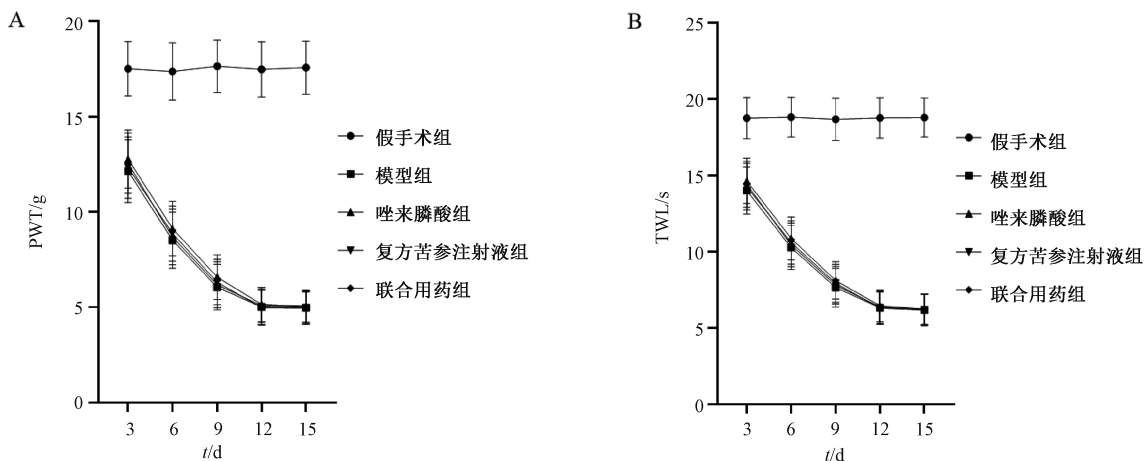 A
PWT/g
20
15
10
5
0
3 6 9 12 15
t/d
假手术组
模型组
唑来膦酸组
复方苦参注射液组
联合用药组
B
TWL/s
25
20
15
10
5
0
3 6 9 12 15
t/d
假手术组
模型组
唑来膦酸组
复方苦参注射液组
联合用药组